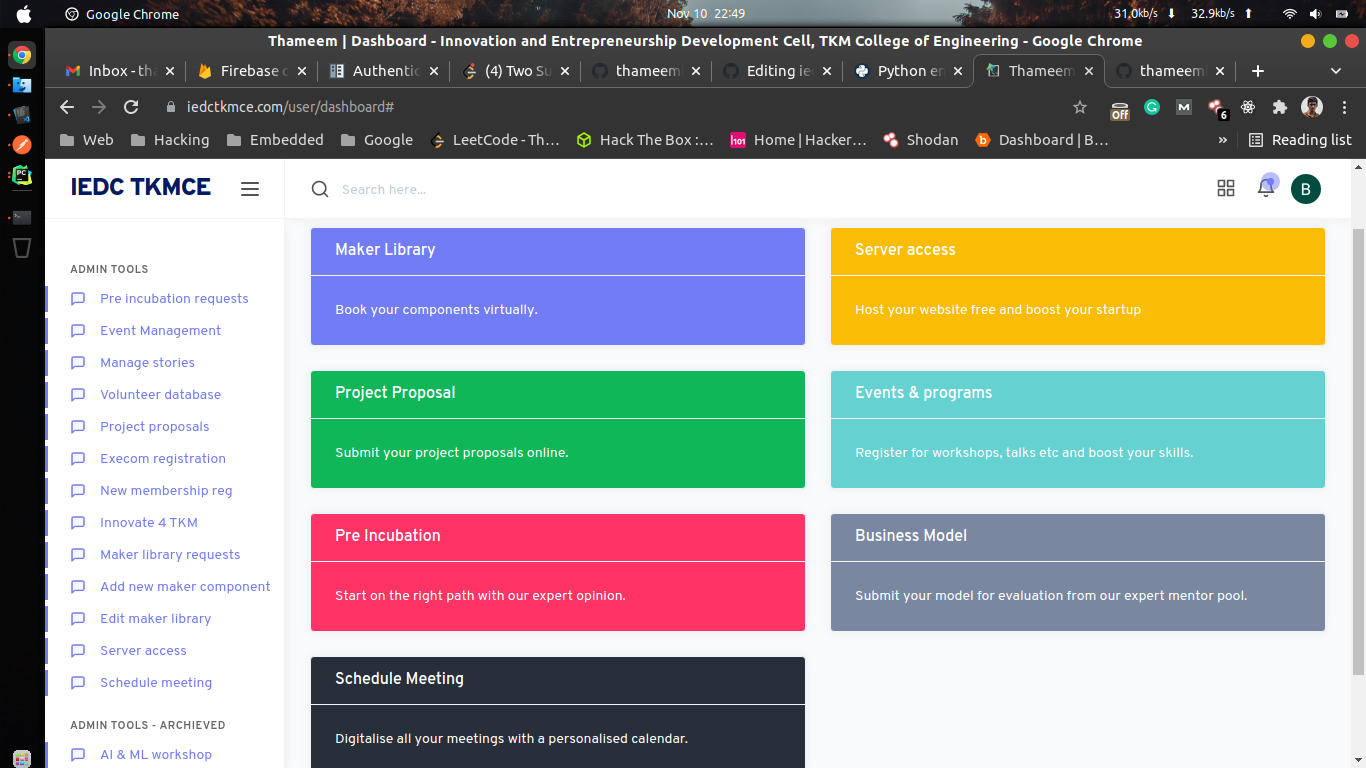 Google Chrome
Nov 10 22:49
31.0kb/s
32.9kb/s
Thameem | Dashboard - Innovation and Entrepreneurship Development Cell, TKM College of Engineering - Google Chrome
Inbox - tha
Firebase c
Authentic
(4) Two Su
thameem
Editing ie
Python en
Thameem
thameem
iedctkmce.com/user/dashboard#
Off
6
Web
Hacking
Embedded
Google
LeetCode - Th...
Hack The Box :...
Home | Hacker...
Shodan
Dashboard | B...
»
Reading list
IEDC TKMCE
Search here...
B
ADMIN TOOLS
Pre incubation requests
Event Management
Manage stories
Volunteer database
Project proposals
Execom registration
New membership reg
Innovate 4 TKM
Maker library requests
Add new maker component
Edit maker library
Server access
Schedule meeting
ADMIN TOOLS - ARCHIEVED
AI & ML workshop
Maker Library
Book your components virtually.
Server access
Host your website free and boost your startup
Project Proposal
Submit your project proposals online.
Events & programs
Register for workshops, talks etc and boost your skills.
Pre Incubation
Start on the right path with our expert opinion.
Business Model
Submit your model for evaluation from our expert mentor pool.
Schedule Meeting
Digitalise all your meetings with a personalised calendar.